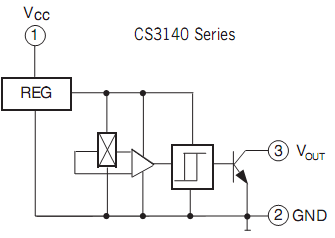 Vcc
1
CS3140 Series
REG
3 VOUT
2 GND